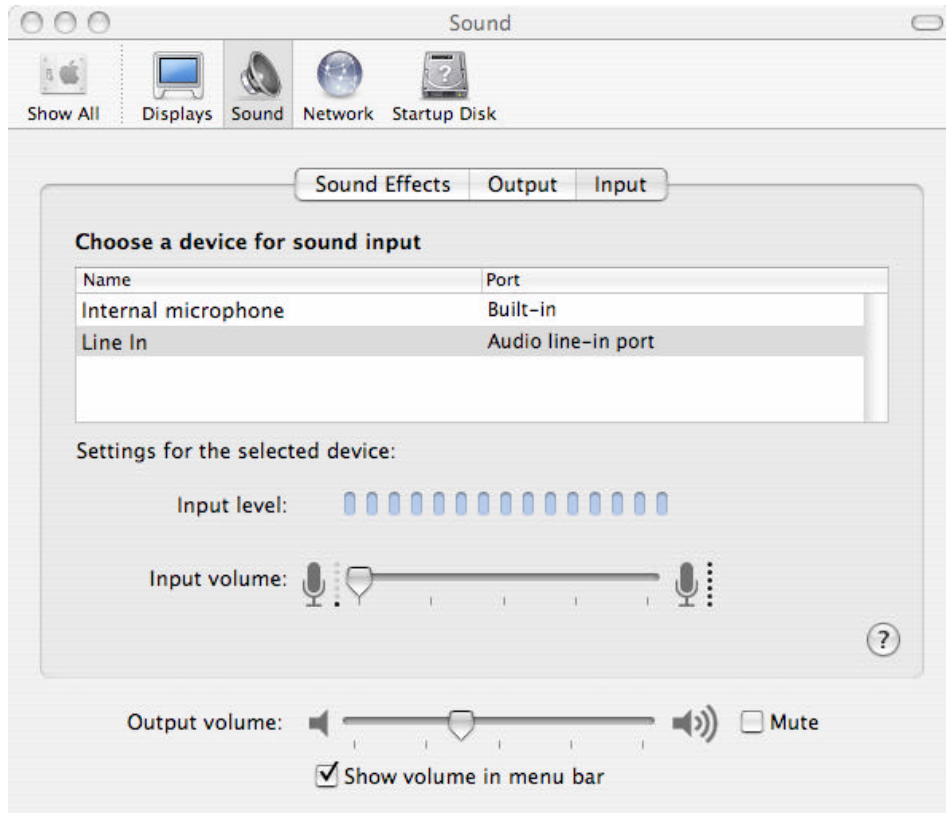 Sound
Show All Displays Sound Network Startup Disk
Sound Effects Output Input
Choose a device for sound input
Name Port
Internal microphone Built-in
Line In Audio line-in port
Settings for the selected device:
Input level:
Input volume:
?
Output volume: Mute
Show volume in menu bar